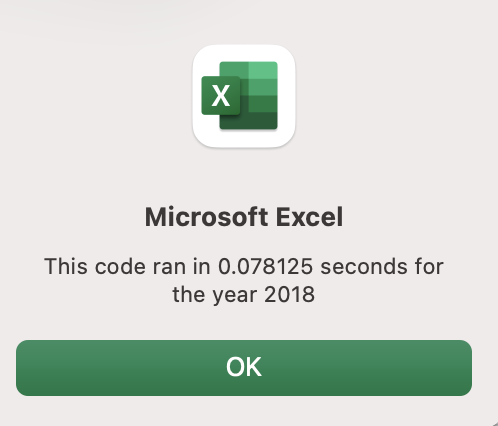 X
Microsoft Excel
This code ran in 0.078125 seconds for
the year 2018
OK